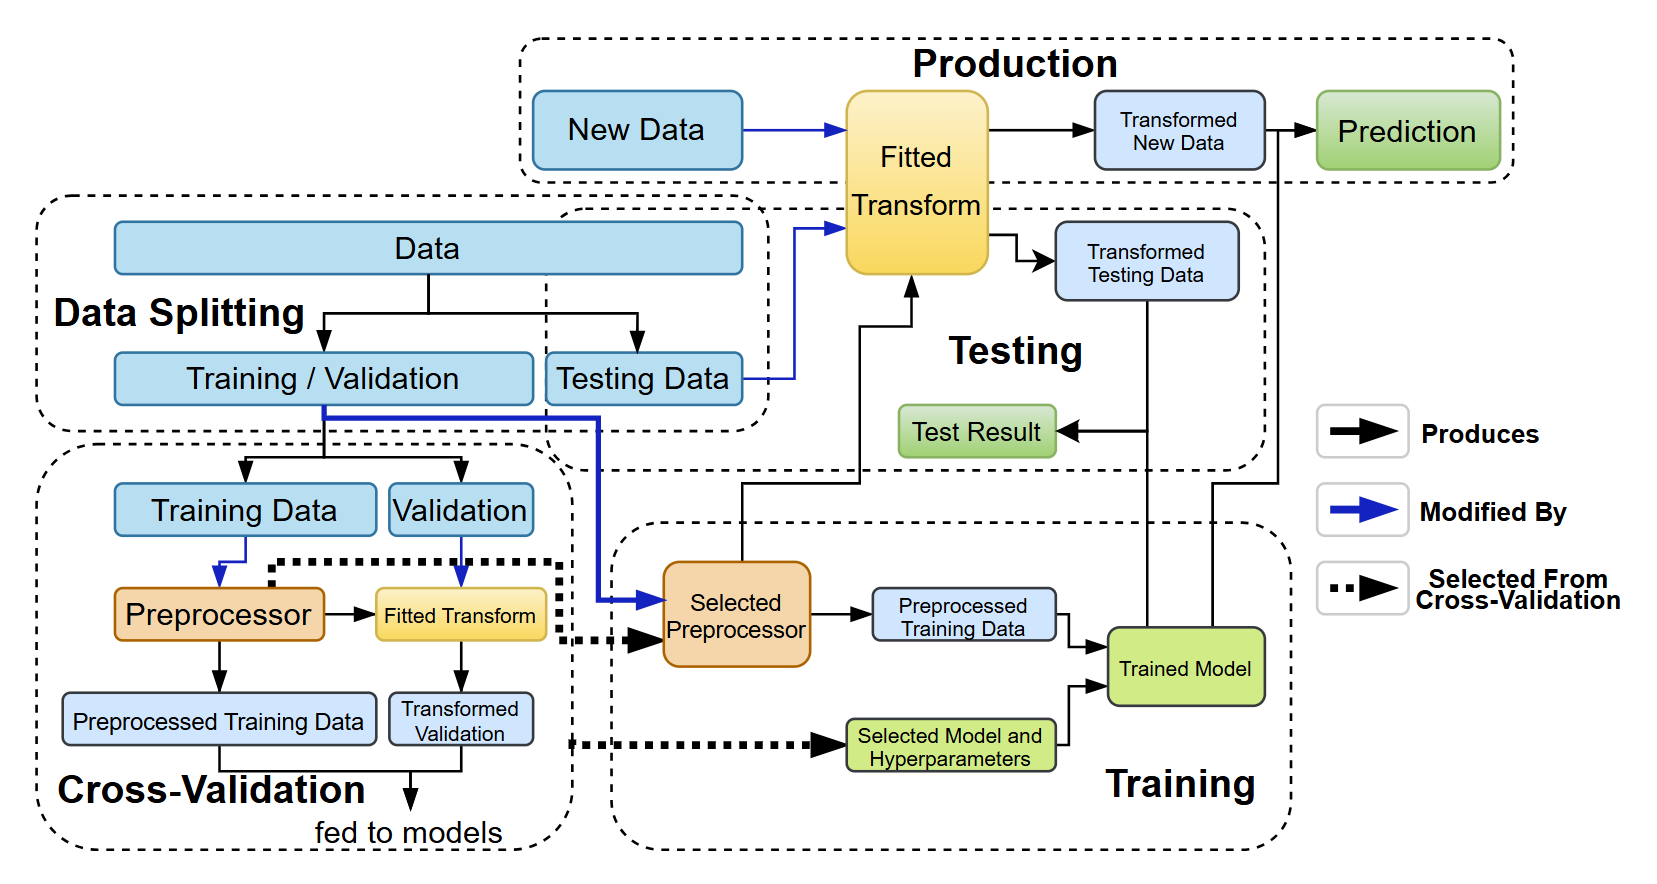 Production
New Data
Fitted
Transform
Transformed
New Data
Prediction
Data
Data Splitting
Training / Validation
Testing Data
Transformed
Testing Data
Testing
Test Result
Produces
Modified By
Selected From
Cross-Validation
Training Data
Validation
Preprocessor
Fitted Transform
Preprocessed Training Data
Transformed
Validation
Cross-Validation
fed to models
Selected
Preprocessor
Preprocessed
Training Data
Trained Model
Selected Model and
Hyperparameters
Training